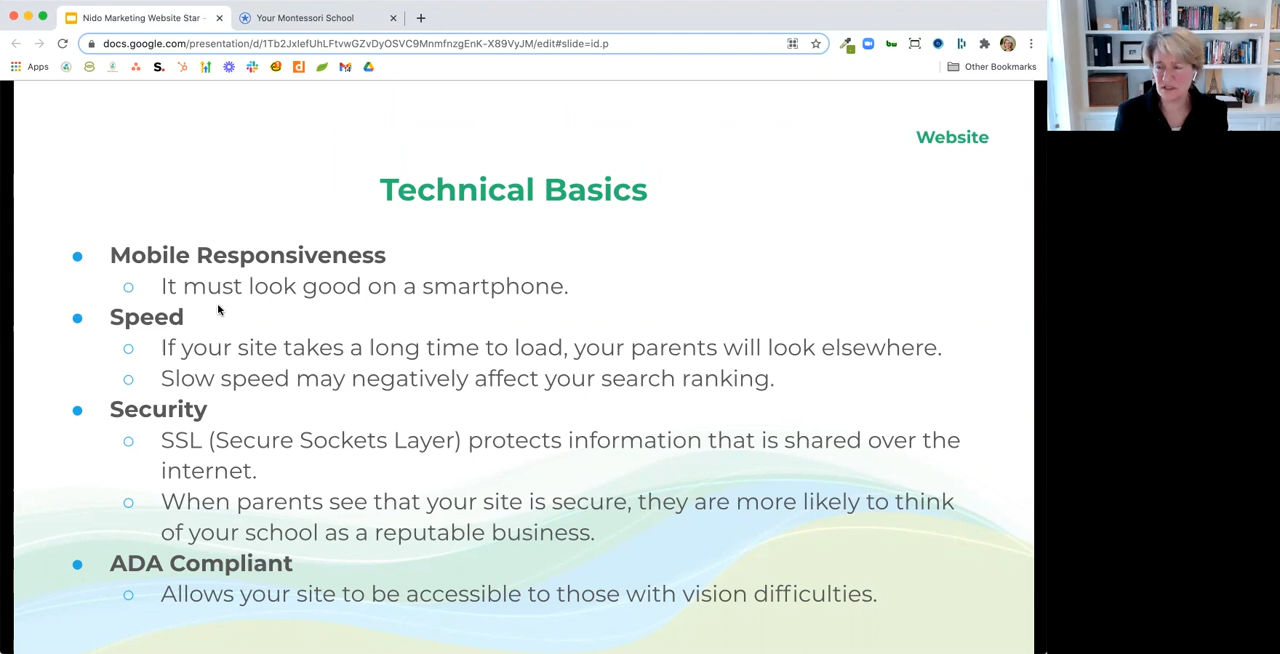 Nido Marketing Website Star -
Your Montessori School
docs.google.com/presentation/d/1Tb2JxIefUhLFtvwGZvDyOSVC9MnmfnzgEnK-X89VyJM/edit#slide=id.p
Apps
Other Bookmarks
Website
Technical Basics
Mobile Responsiveness
It must look good on a smartphone.
Speed
If your site takes a long time to load, your parents will look elsewhere.
Slow speed may negatively affect your search ranking.
Security
SSL (Secure Sockets Layer) protects information that is shared over the
internet.
When parents see that your site is secure, they are more likely to think
of your school as a reputable business.
ADA Compliant
Allows your site to be accessible to those with vision difficulties.